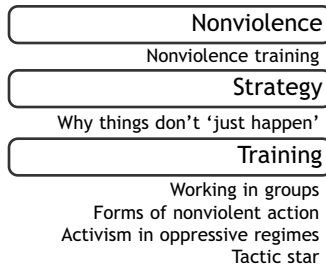 Nonviolence
Nonviolence training
Strategy
Why things don’t ‘just happen’
Training
Working in groups
Forms of nonviolent action
Activism in oppressive regimes
Tactic star